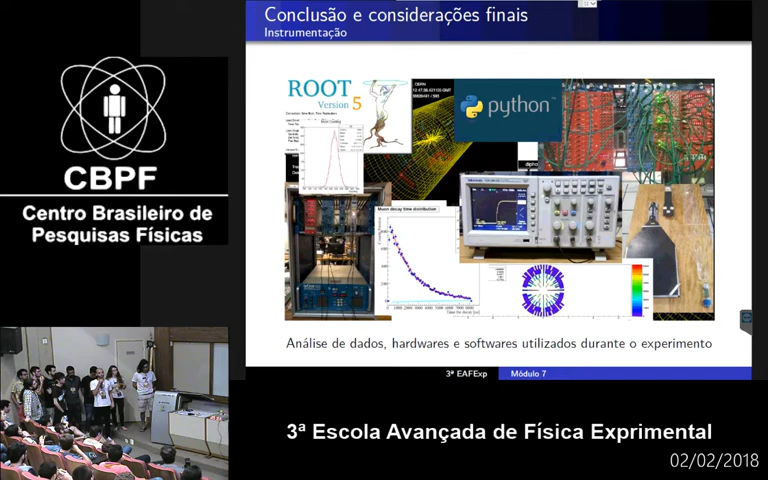 Conclusão e considerações finais
Instrumentação
CBPF
Centro Brasileiro de
Pesquisas Físicas
ROOT
Version 5
python
Muon decay time distribution
Análise de dados, hardwares e softwares utilizados durante o experimento
3ª EAFExp
Módulo 7
3ª Escola Avançada de Física Exprimental
02/02/2018